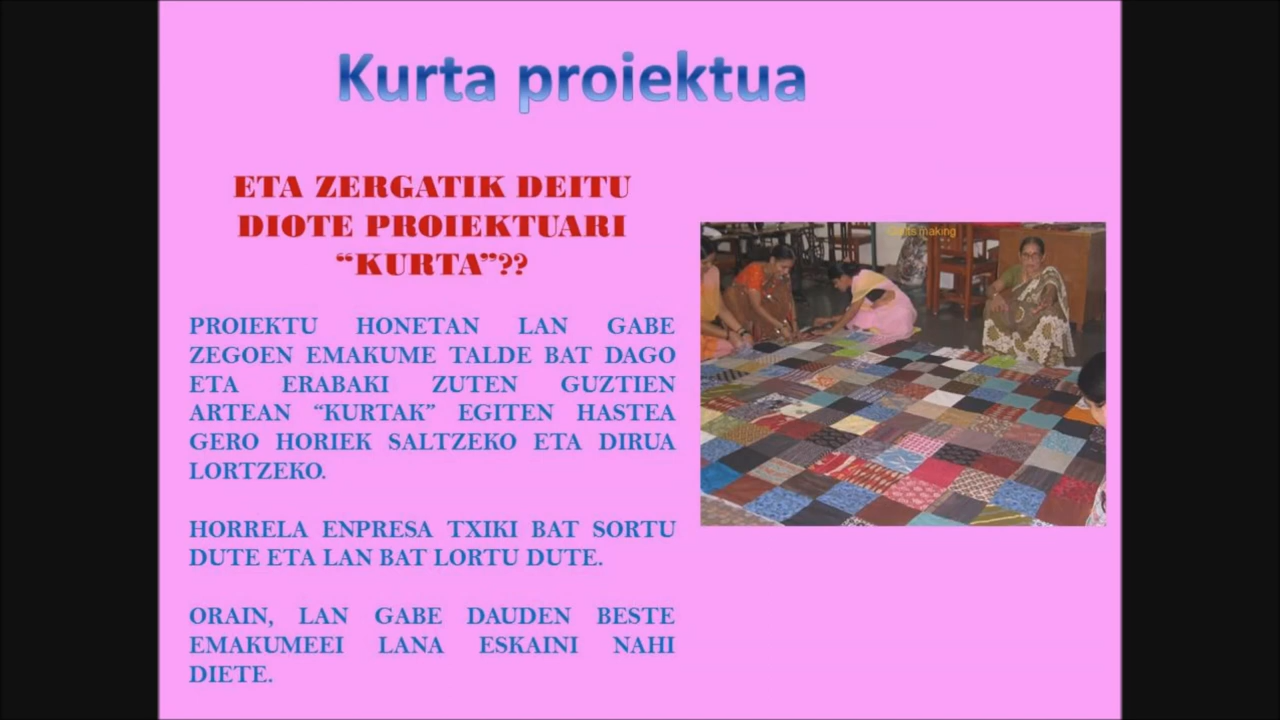 Kurta proiektua
ETA ZERGATIK DEITU
DIOTE PROIEKTUARI
“KURTA”??
PROIEKTU HONETAN LAN GABE
ZEGOEN EMAKUME TALDE BAT DAGO
ETA ERABAKI ZUTEN GUZTIEN
ARTEAN “KURTAK” EGITEN HASTEA
GERO HORIEK SALTZEKO ETA DIRUA
LORTZEKO.
HORRELA ENPRESA TXIKI BAT SORTU
DUTE ETA LAN BAT LORTU DUTE.
ORAIN, LAN GABE DAUDEN BESTE
EMAKUMEEI LANA ESKAINI NAHI
DIETE.
making